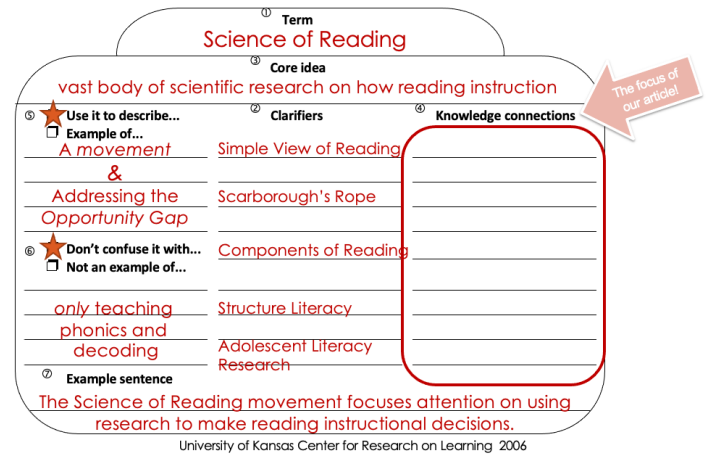 ① Term
Science of Reading
③ Core idea
vast body of scientific research on how reading instruction
The focus of
our article!
⑤ Use it to describe...
Example of...
A movement
&
Addressing the
Opportunity Gap
⑥ Don't confuse it with...
Not an example of...
only teaching
phonics and
decoding
② Clarifiers
Simple View of Reading
Scarborough's Rope
Components of Reading
Structure Literacy
Adolescent Literacy
Research
④ Knowledge connections
⑦ Example sentence
The Science of Reading movement focuses attention on using
research to make reading instructional decisions.
University of Kansas Center for Research on Learning 2006